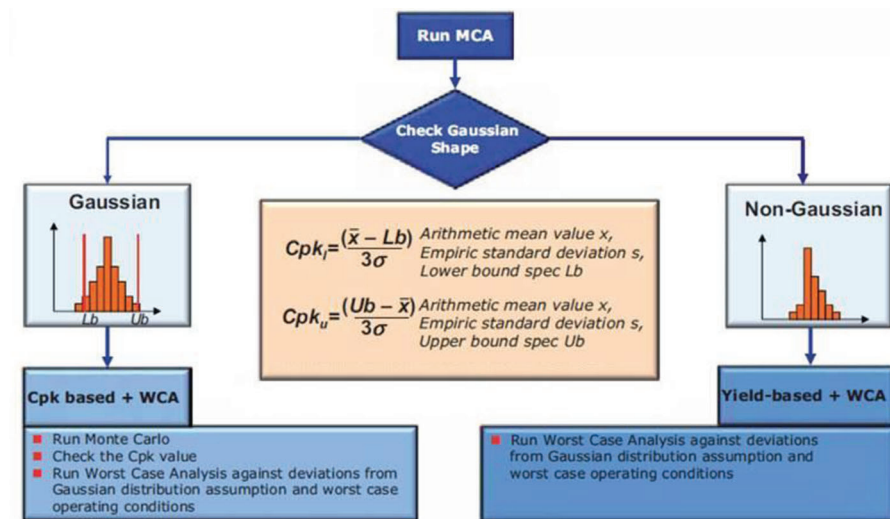 Run MCA
Check Gaussian
Shape
Gaussian
Lb
Ub
Cpk_l = (x̄ – Lb) / 3σ
Arithmetic mean value x,
Empiric standard deviation s,
Lower bound spec Lb
Cpk_u = (Ub – x̄) / 3σ
Arithmetic mean value x,
Empiric standard deviation s,
Upper bound spec Ub
Non-Gaussian
Cpk based + WCA
Run Monte Carlo
Check the Cpk value
Run Worst Case Analysis against deviations from
Gaussian distribution assumption and worst case
operating conditions
Yield-based + WCA
Run Worst Case Analysis against deviations
from Gaussian distribution assumption and
worst case operating conditions